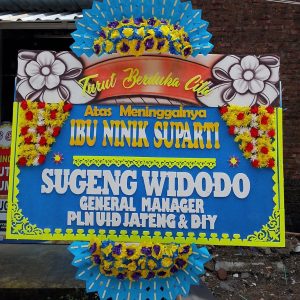 Turut Berduka Cita
Atas Meninggalnya
IBU NINIK SUPARTI
SUGENG WIDODO
GENERAL MANAGER
PLN UID JATENG & DIY